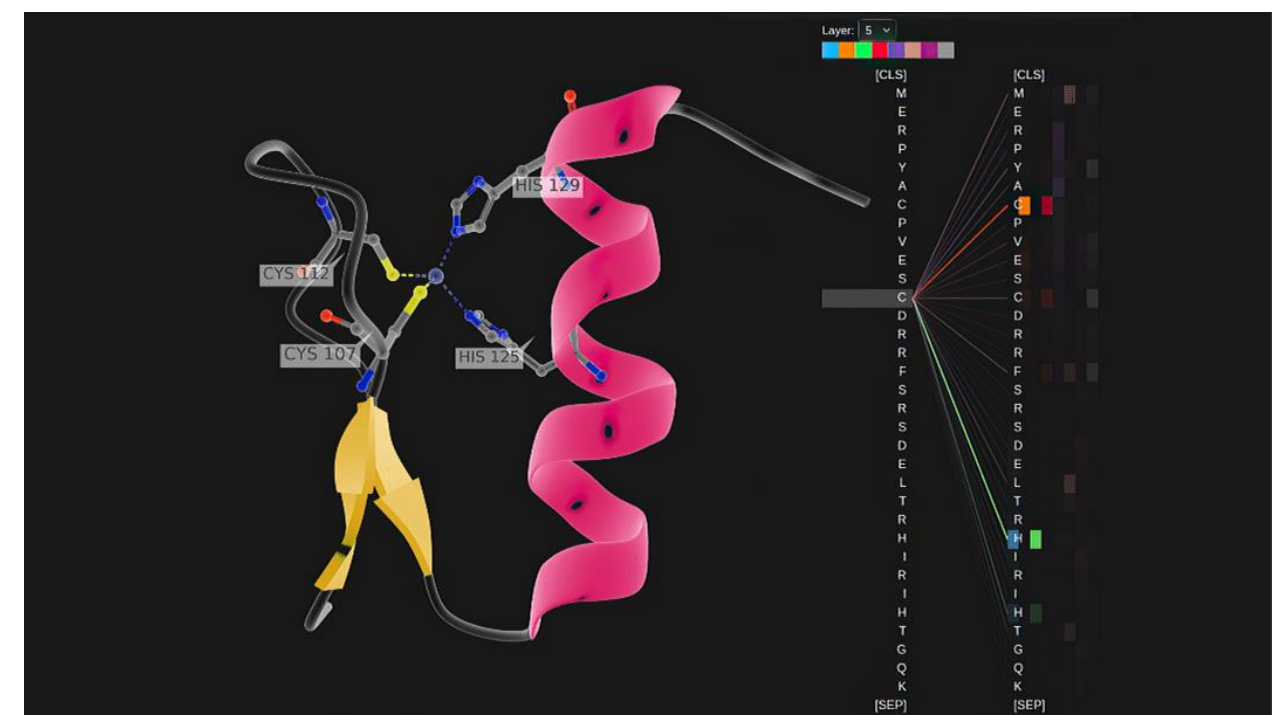 Layer: 5
HIS 129
CYS 112
CYS 107
HIS 125
[CLS] [CLS]
M M
E E
R R
P P
Y Y
A A
C C
P P
V V
E E
S S
C C
D D
R R
R R
F F
S S
R R
S S
D D
E E
L L
T T
R R
H H
I I
R R
I I
H H
T T
G G
Q Q
K K
[SEP] [SEP]